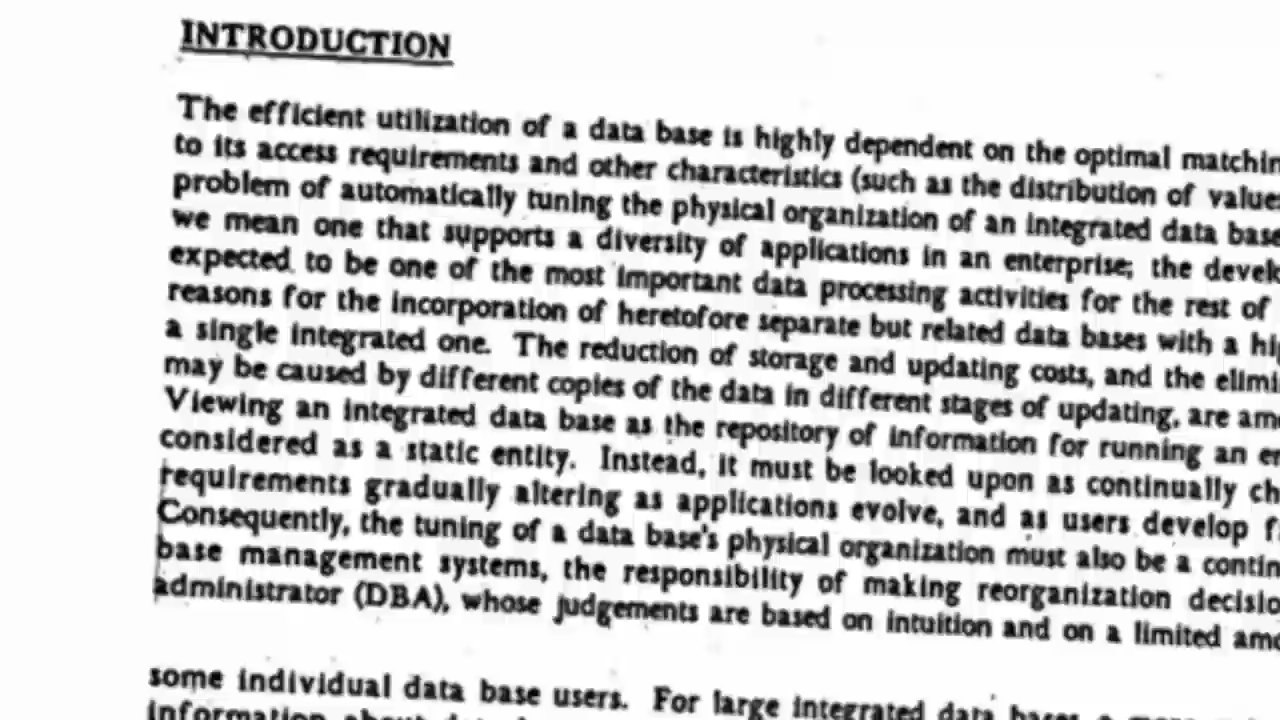 INTRODUCTION
The efficient utilization of a data base is highly dependent on the optimal matchin
to its access requirements and other characteristics (such as the distribution of value
problem of automatically tuning the physical organization of an integrated data base
we mean one that supports a diversity of applications in an enterprise; the devel
expected to be one of the most important data processing activities for the rest of
reasons for the incorporation of heretofore separate but related data bases with a hi
a single integrated one. The reduction of storage and updating costs, and the elimi
may be caused by different copies of the data in different stages of updating, are am
Viewing an integrated data base as the repository of information for running an en
considered as a static entity. Instead, it must be looked upon as continually ch
requirements gradually altering as applications evolve, and as users develop f
Consequently, the tuning of a data base's physical organization must also be a contin
base management systems, the responsibility of making reorganization decisio
administrator (DBA), whose judgements are based on intuition and on a limited amo
some individual data base users. For large integrated data bases, a more
information about